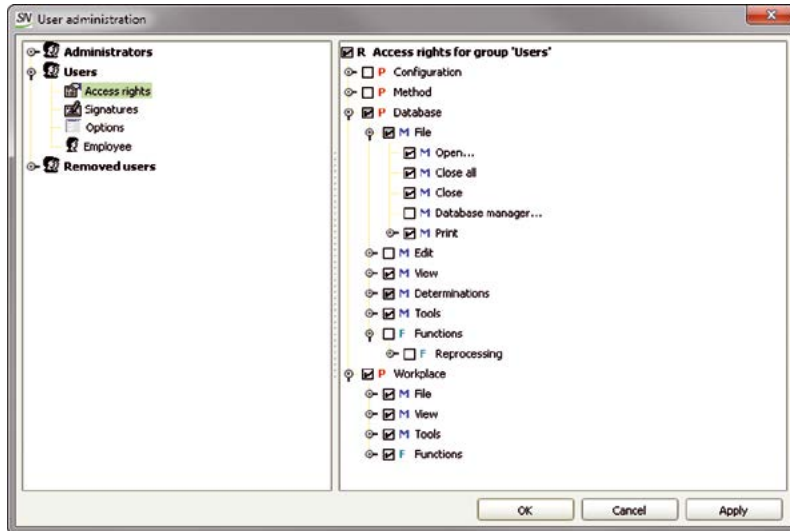 SN User administration
Administrators
Users
Access rights
Signatures
Options
Employee
Removed users
R Access rights for group 'Users'
P Configuration
P Method
P Database
M File
M Open...
M Close all
M Close
M Database manager...
M Print
M Edit
M View
M Determinations
M Tools
F Functions
F Reprocessing
P Workplace
M File
M View
M Tools
F Functions
OK Cancel Apply